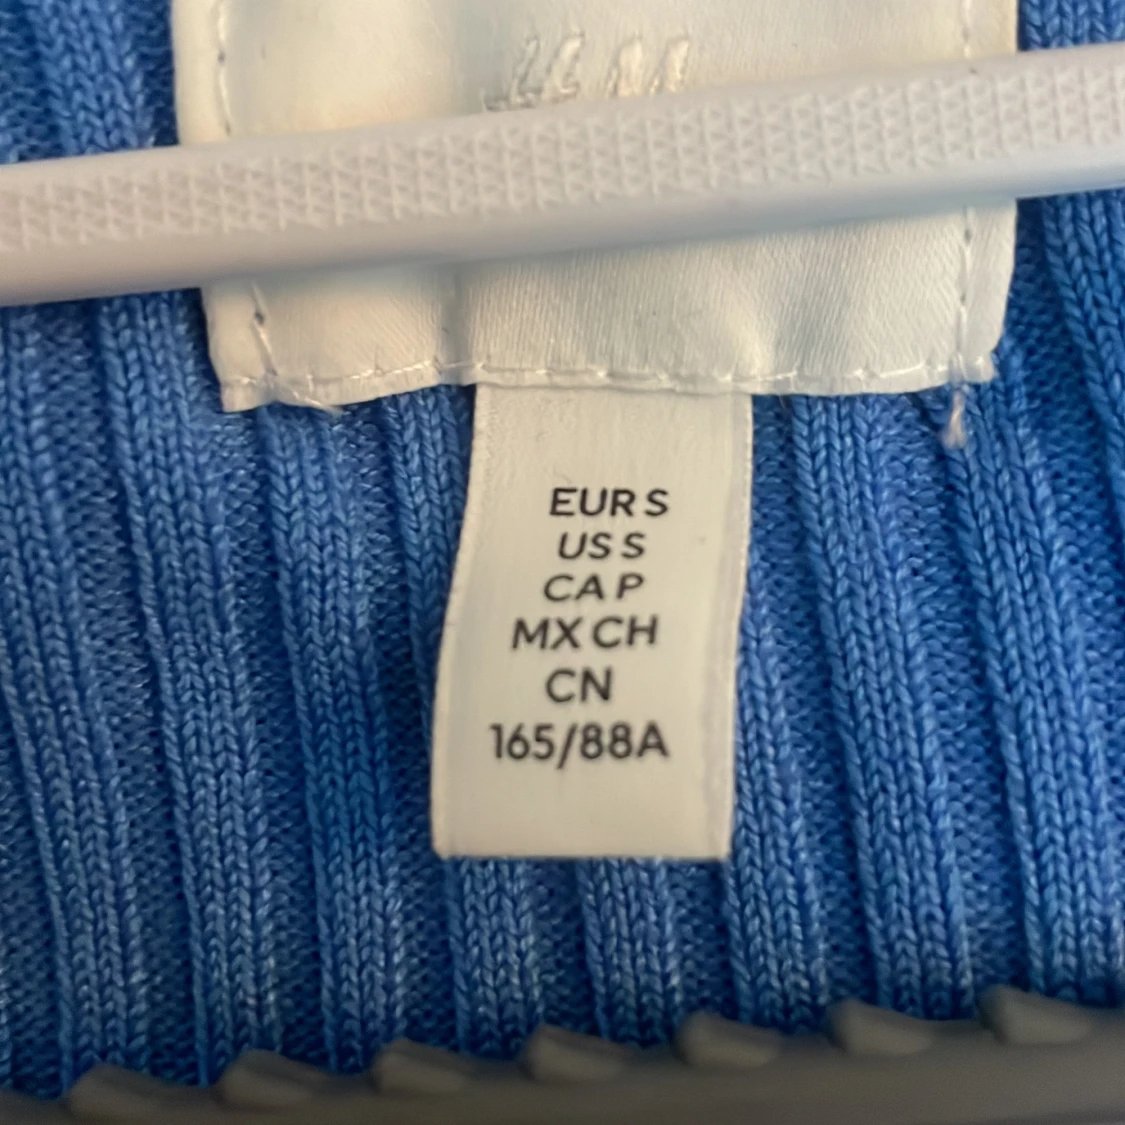 H&M
EUR S
US S
CA P
MX CH
CN
165/88A